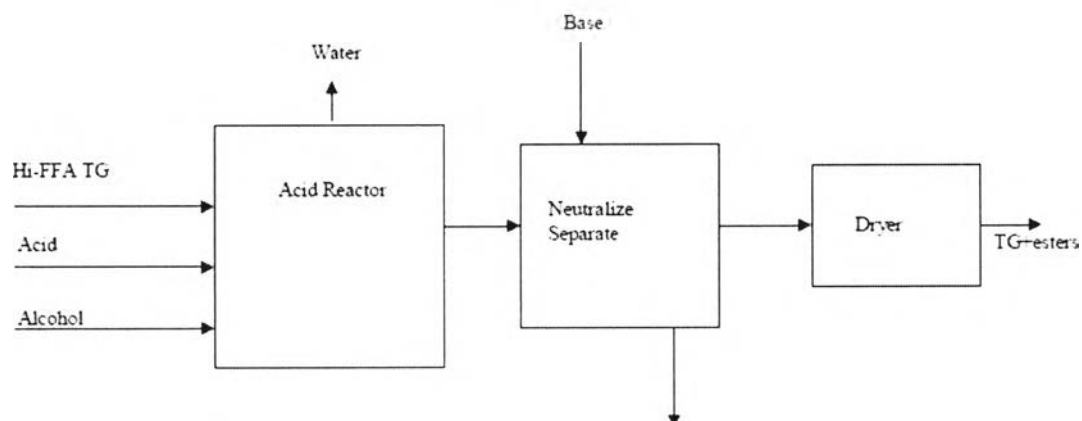 Base
Water
Hi-FFA TG
Acid Reactor
Acid
Alcohol
Neutralize
Separate
Dryer
TG+esters